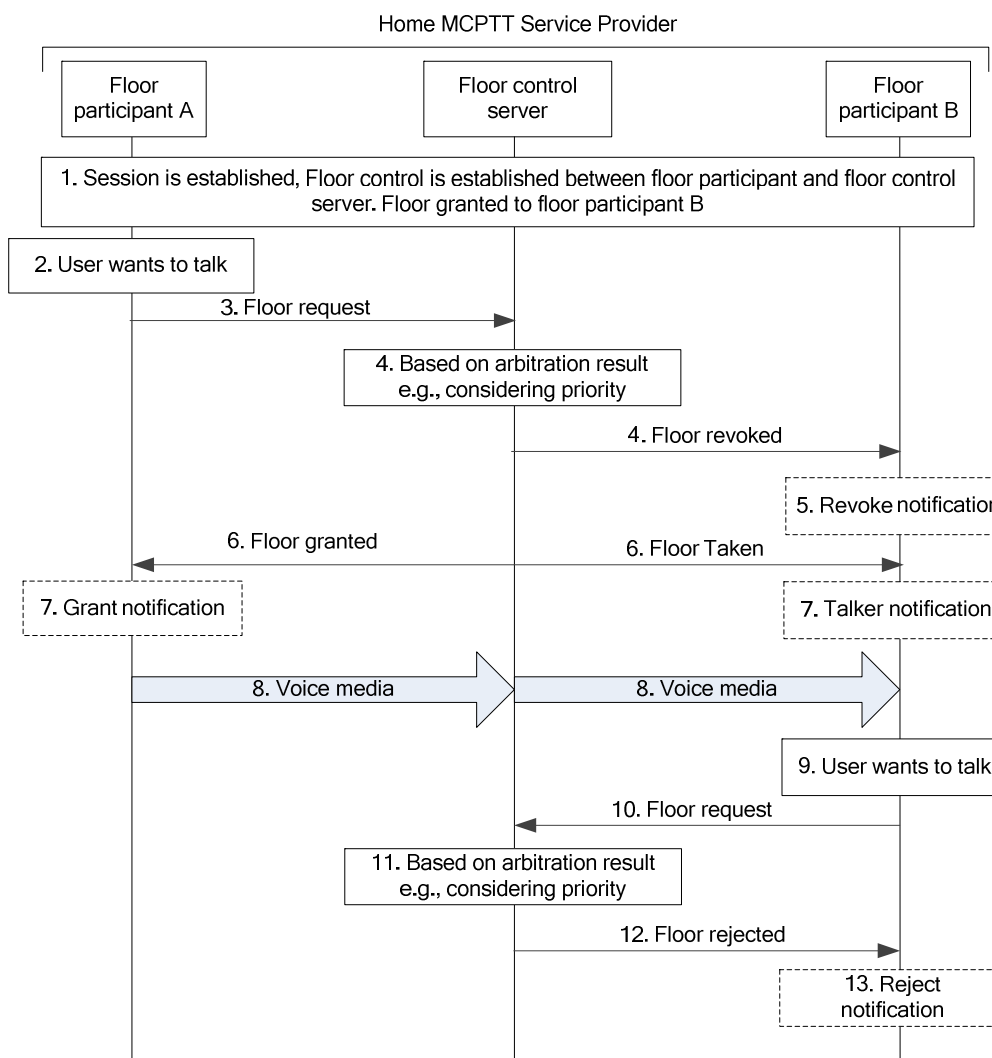 Home MCPTT Service Provider
Floor
participant A
Floor control
server
Floor
participant B
1. Session is established, Floor control is established between floor participant and floor control
server. Floor granted to floor participant B
2. User wants to talk
3. Floor request
4. Based on arbitration result
e.g., considering priority
4. Floor revoked
5. Revoke notification
6. Floor granted
6. Floor Taken
7. Grant notification
7. Talker notification
8. Voice media
8. Voice media
9. User wants to talk
10. Floor request
11. Based on arbitration result
e.g., considering priority
12. Floor rejected
13. Reject
notification